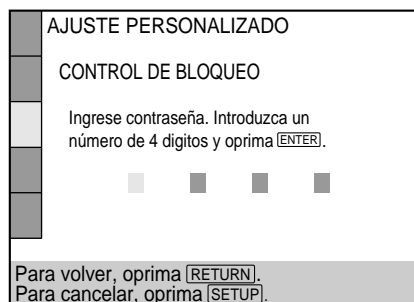 AJUSTE PERSONALIZADO
CONTROL DE BLOQUEO
Ingrese contraseña. Introduzca un
número de 4 digitos y oprima ENTER.
Para volver, oprima RETURN.
Para cancelar, oprima SETUP.